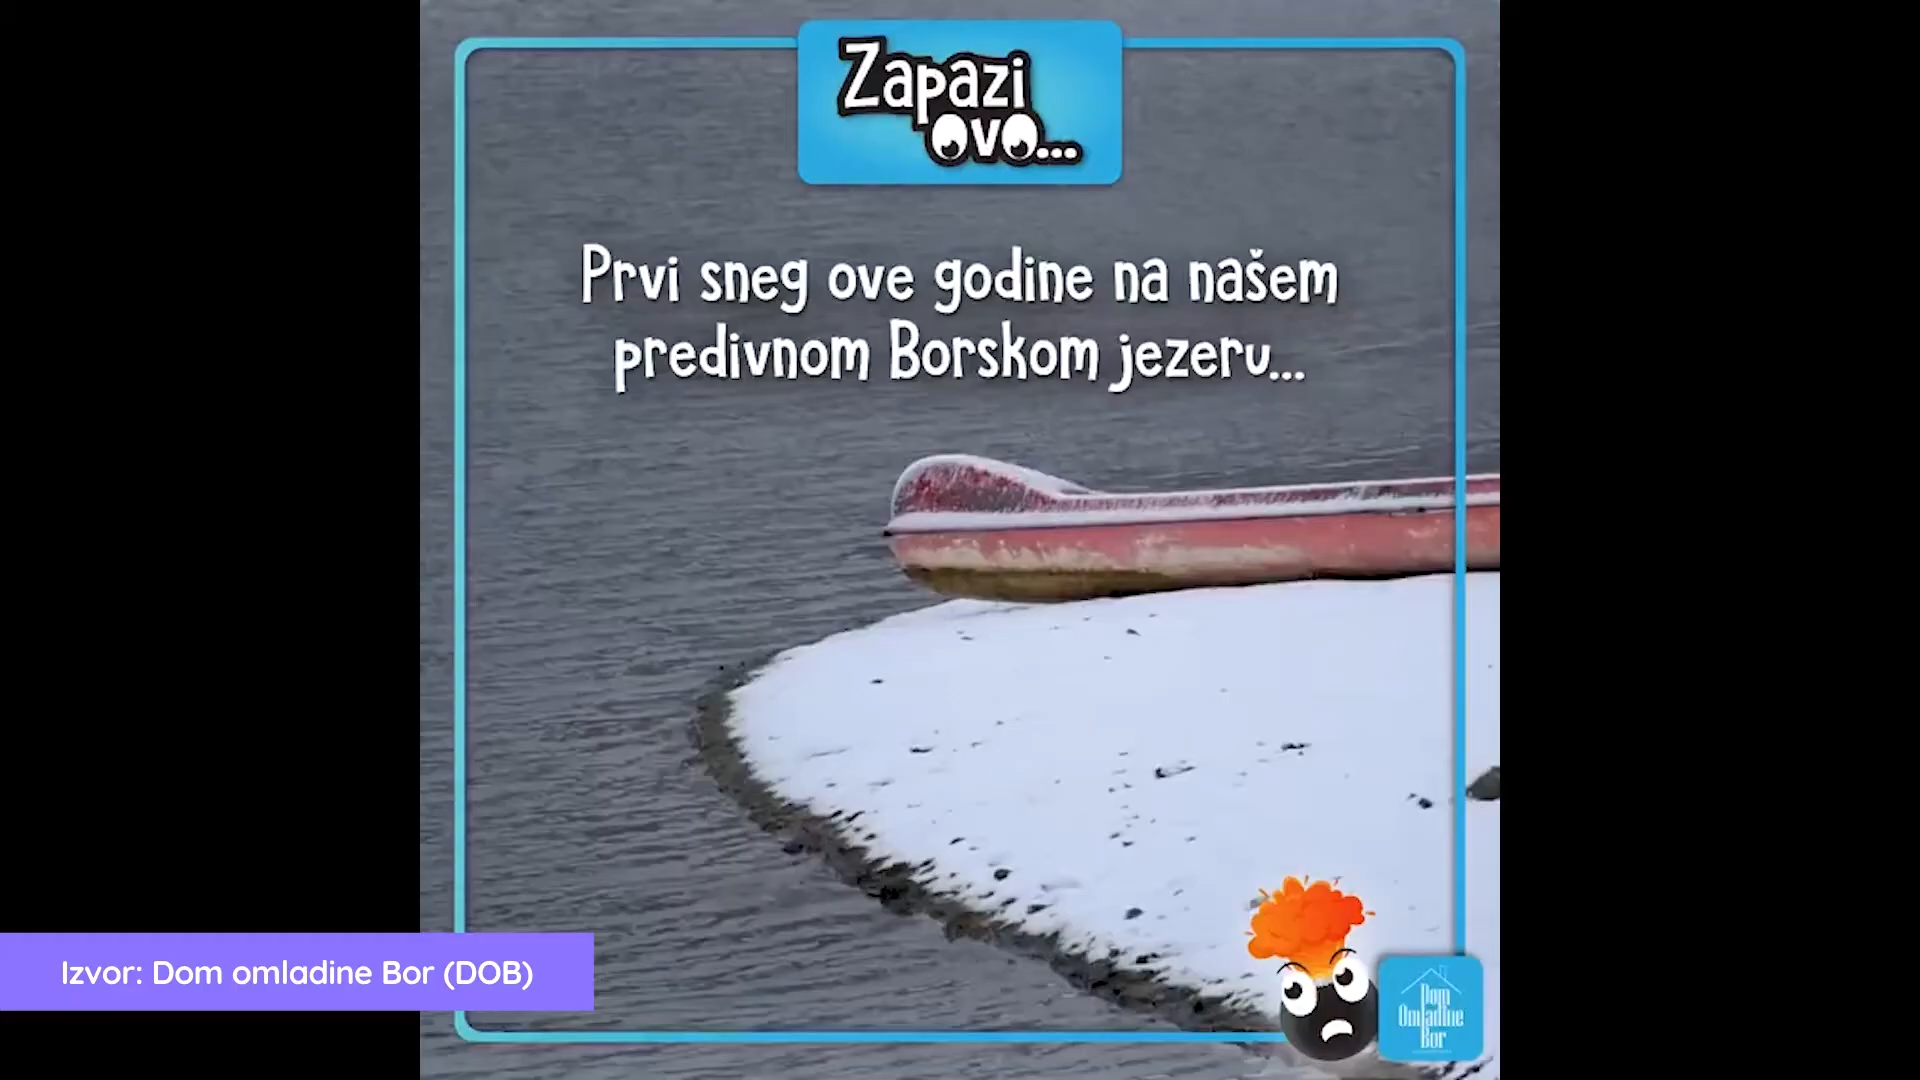 Zapazi
ovo...
Prvi sneg ove godine na našem
predivnom Borskom jezeru...
Izvor: Dom omladine Bor (DOB)
Dom
Omladine
Bor